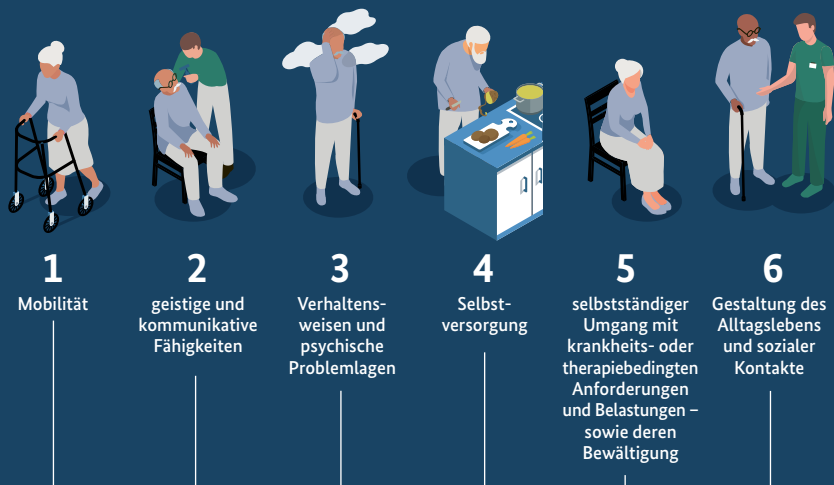 1
Mobilität
2
geistige und
kommunikative
Fähigkeiten
3
Verhaltens-
weisen und
psychische
Problemlagen
4
Selbst-
versorgung
5
selbstständiger
Umgang mit
krankheits- oder
therapiebedingten
Anforderungen
und Belastungen –
sowie deren
Bewältigung
6
Gestaltung des
Alltagslebens
und sozialer
Kontakte